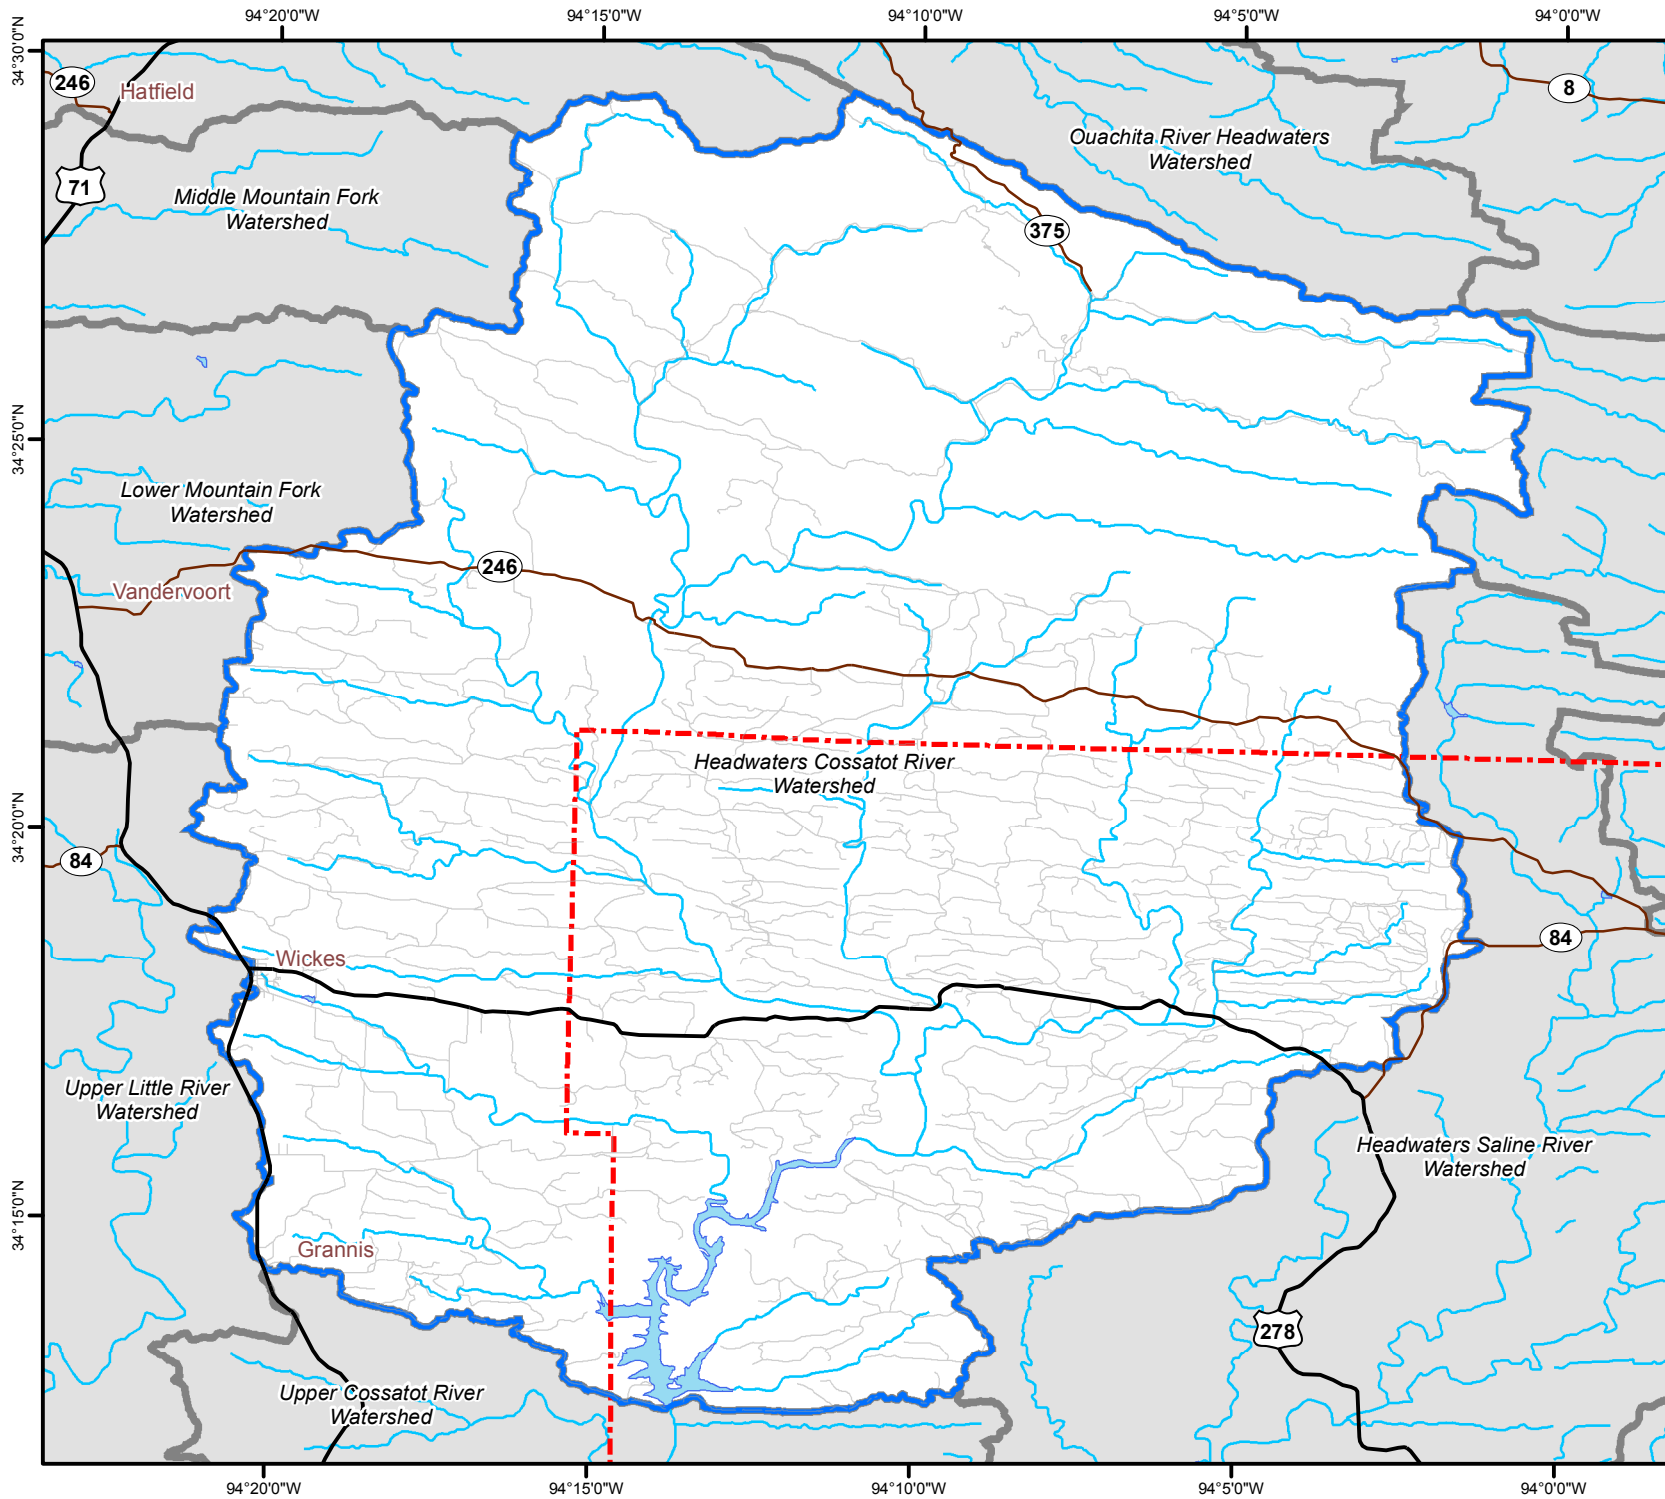 94°20'0"W
94°15'0"W
94°10'0"W
94°5'0"W
94°0'0"W
34°30'0"N
246
Hatfield
8
Ouachita River Headwaters
Watershed
71
Middle Mountain Fork
Watershed
375
34°25'0"N
Lower Mountain Fork
Watershed
246
Vandervoort
Headwaters Cossatot River
Watershed
34°20'0"N
84
84
Wickes
Upper Little River
Watershed
Headwaters Saline River
Watershed
34°15'0"N
Grannis
278
Upper Cossatot River
Watershed
94°20'0"W
94°15'0"W
94°10'0"W
94°5'0"W
94°0'0"W